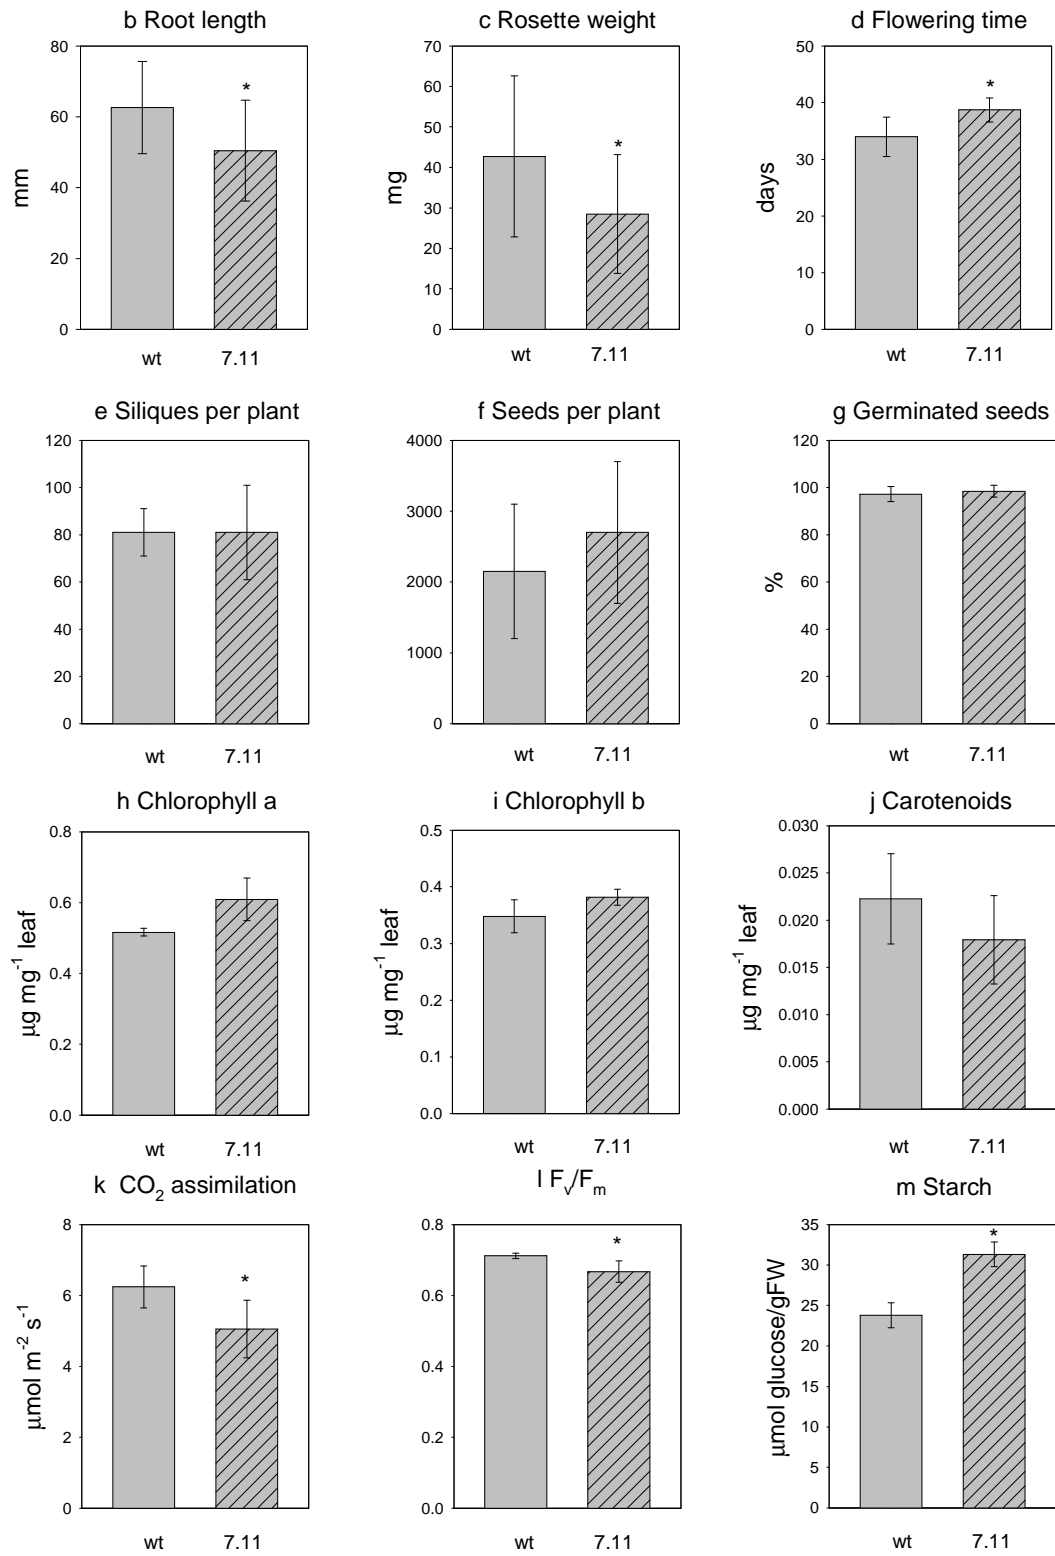 b Root length
80
60
40
20
0
mm
*
wt 7.11
c Rosette weight
70
60
50
40
30
20
10
0
mg
*
wt 7.11
d Flowering time
50
40
30
20
10
0
days
*
wt 7.11
e Siliques per plant
120
100
80
60
40
20
0
wt 7.11
f Seeds per plant
4000
3000
2000
1000
0
wt 7.11
g Germinated seeds
120
100
80
60
40
20
0
%
wt 7.11
h Chlorophyll a
0.8
0.6
0.4
0.2
0.0
µg mg⁻¹ leaf
wt 7.11
i Chlorophyll b
0.5
0.4
0.3
0.2
0.1
0.0
µg mg⁻¹ leaf
wt 7.11
j Carotenoids
0.030
0.025
0.020
0.015
0.010
0.005
0.000
µg mg⁻¹ leaf
wt 7.11
k CO₂ assimilation
8
6
4
2
0
µmol m⁻² s⁻¹
*
wt 7.11
l Fᵥ/Fₘ
0.8
0.6
0.4
0.2
0.0
*
wt 7.11
m Starch
35
30
25
20
15
10
5
0
µmol glucose/gFW
*
wt 7.11